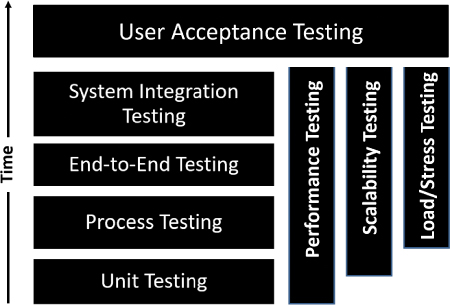 User Acceptance Testing
System Integration
Testing
End-to-End Testing
Process Testing
Unit Testing
Performance Testing
Scalability Testing
Load/Stress Testing
Time